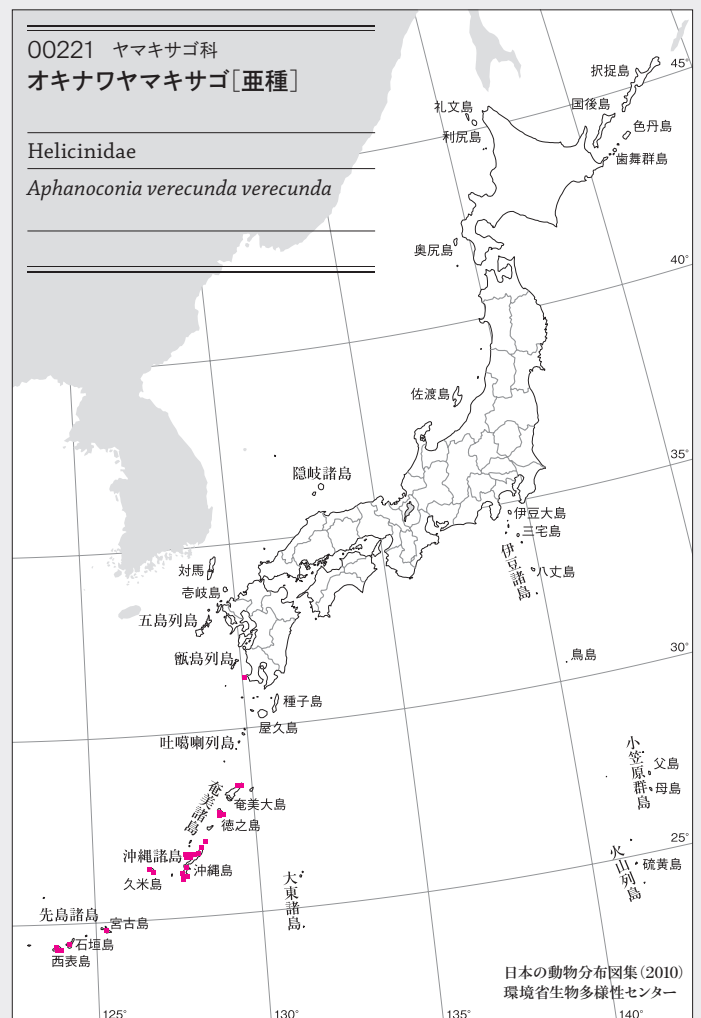 00221 ヤマキサゴ科
オキナワヤマキサゴ[亜種]
Helicinidae
Aphanoconia verecunda verecunda
45°
択捉島
国後島
色丹島
歯舞群島
礼文島
利尻島
奥尻島
40°
佐渡島
35°
隠岐諸島
伊豆大島
三宅島
伊豆諸島
八丈島
対馬
壱岐島
五島列島
甑島列島
鳥島
30°
種子島
屋久島
吐噶喇列島
小笠原群島
父島
母島
奄美諸島
奄美大島
徳之島
25°
沖縄諸島
沖縄島
久米島
火山列島
硫黄島
大東諸島
先島諸島
宮古島
石垣島
西表島
日本の動物分布図集(2010)
環境省生物多様性センター
125°
130°
135°
140°